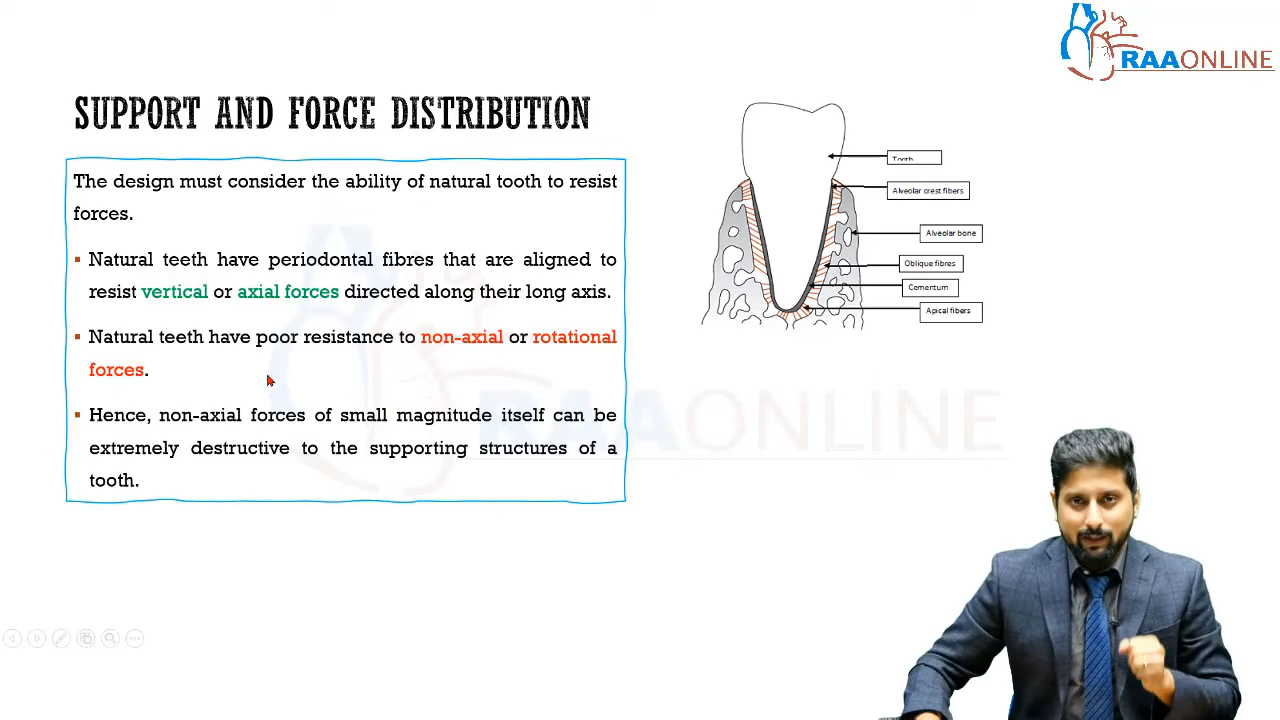 RAAONLINE
SUPPORT AND FORCE DISTRIBUTION
The design must consider the ability of natural tooth to resist
forces.
▪ Natural teeth have periodontal fibres that are aligned to
resist vertical or axial forces directed along their long axis.
▪ Natural teeth have poor resistance to non-axial or rotational
forces.
▪ Hence, non-axial forces of small magnitude itself can be
extremely destructive to the supporting structures of a
tooth.
Tooth
Alveolar crest fibers
Alveolar bone
Oblique fibres
Cementum
Apical fibers
RAAONLINE